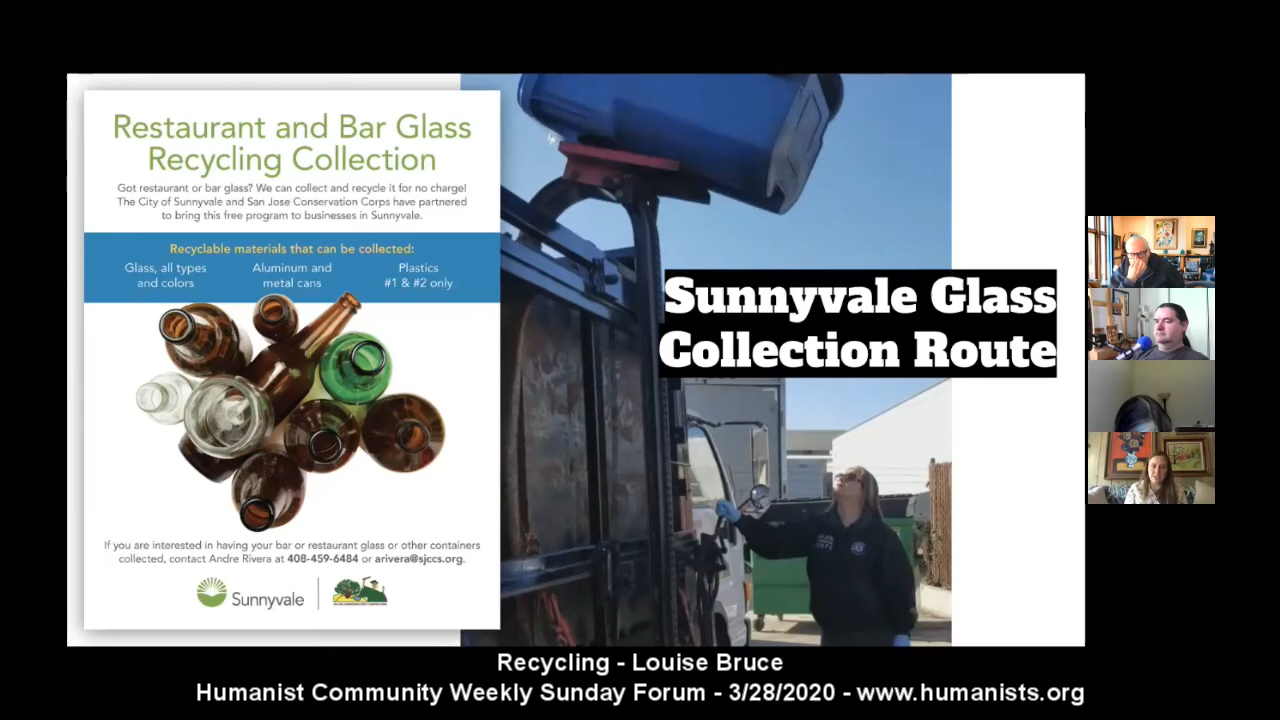 Restaurant and Bar Glass
Recycling Collection
Got restaurant or bar glass? We can collect and recycle it for no charge!
The City of Sunnyvale and San Jose Conservation Corps have partnered
to bring this free program to businesses in Sunnyvale.
Recyclable materials that can be collected:
Glass, all types
and colors
Aluminum and
metal cans
Plastics
#1 & #2 only
If you are interested in having your bar or restaurant glass or other containers
collected, contact Andre Rivera at 408-459-6484 or arivera@sjccs.org.
Sunnyvale
Sunnyvale Glass
Collection Route
Recycling - Louise Bruce
Humanist Community Weekly Sunday Forum - 3/28/2020 - www.humanists.org